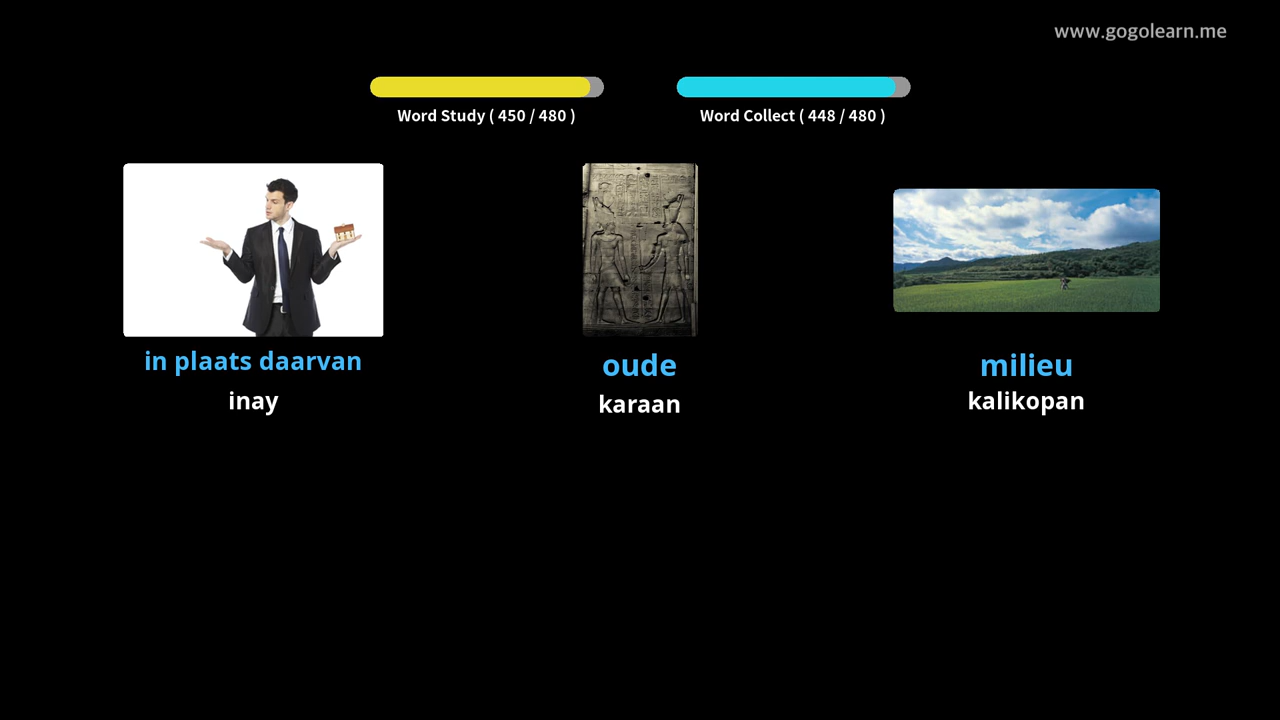 www.gogolearn.me
Word Study ( 450 / 480 )
Word Collect ( 448 / 480 )
in plaats daarvan
inay
oude
karaan
milieu
kalikopan